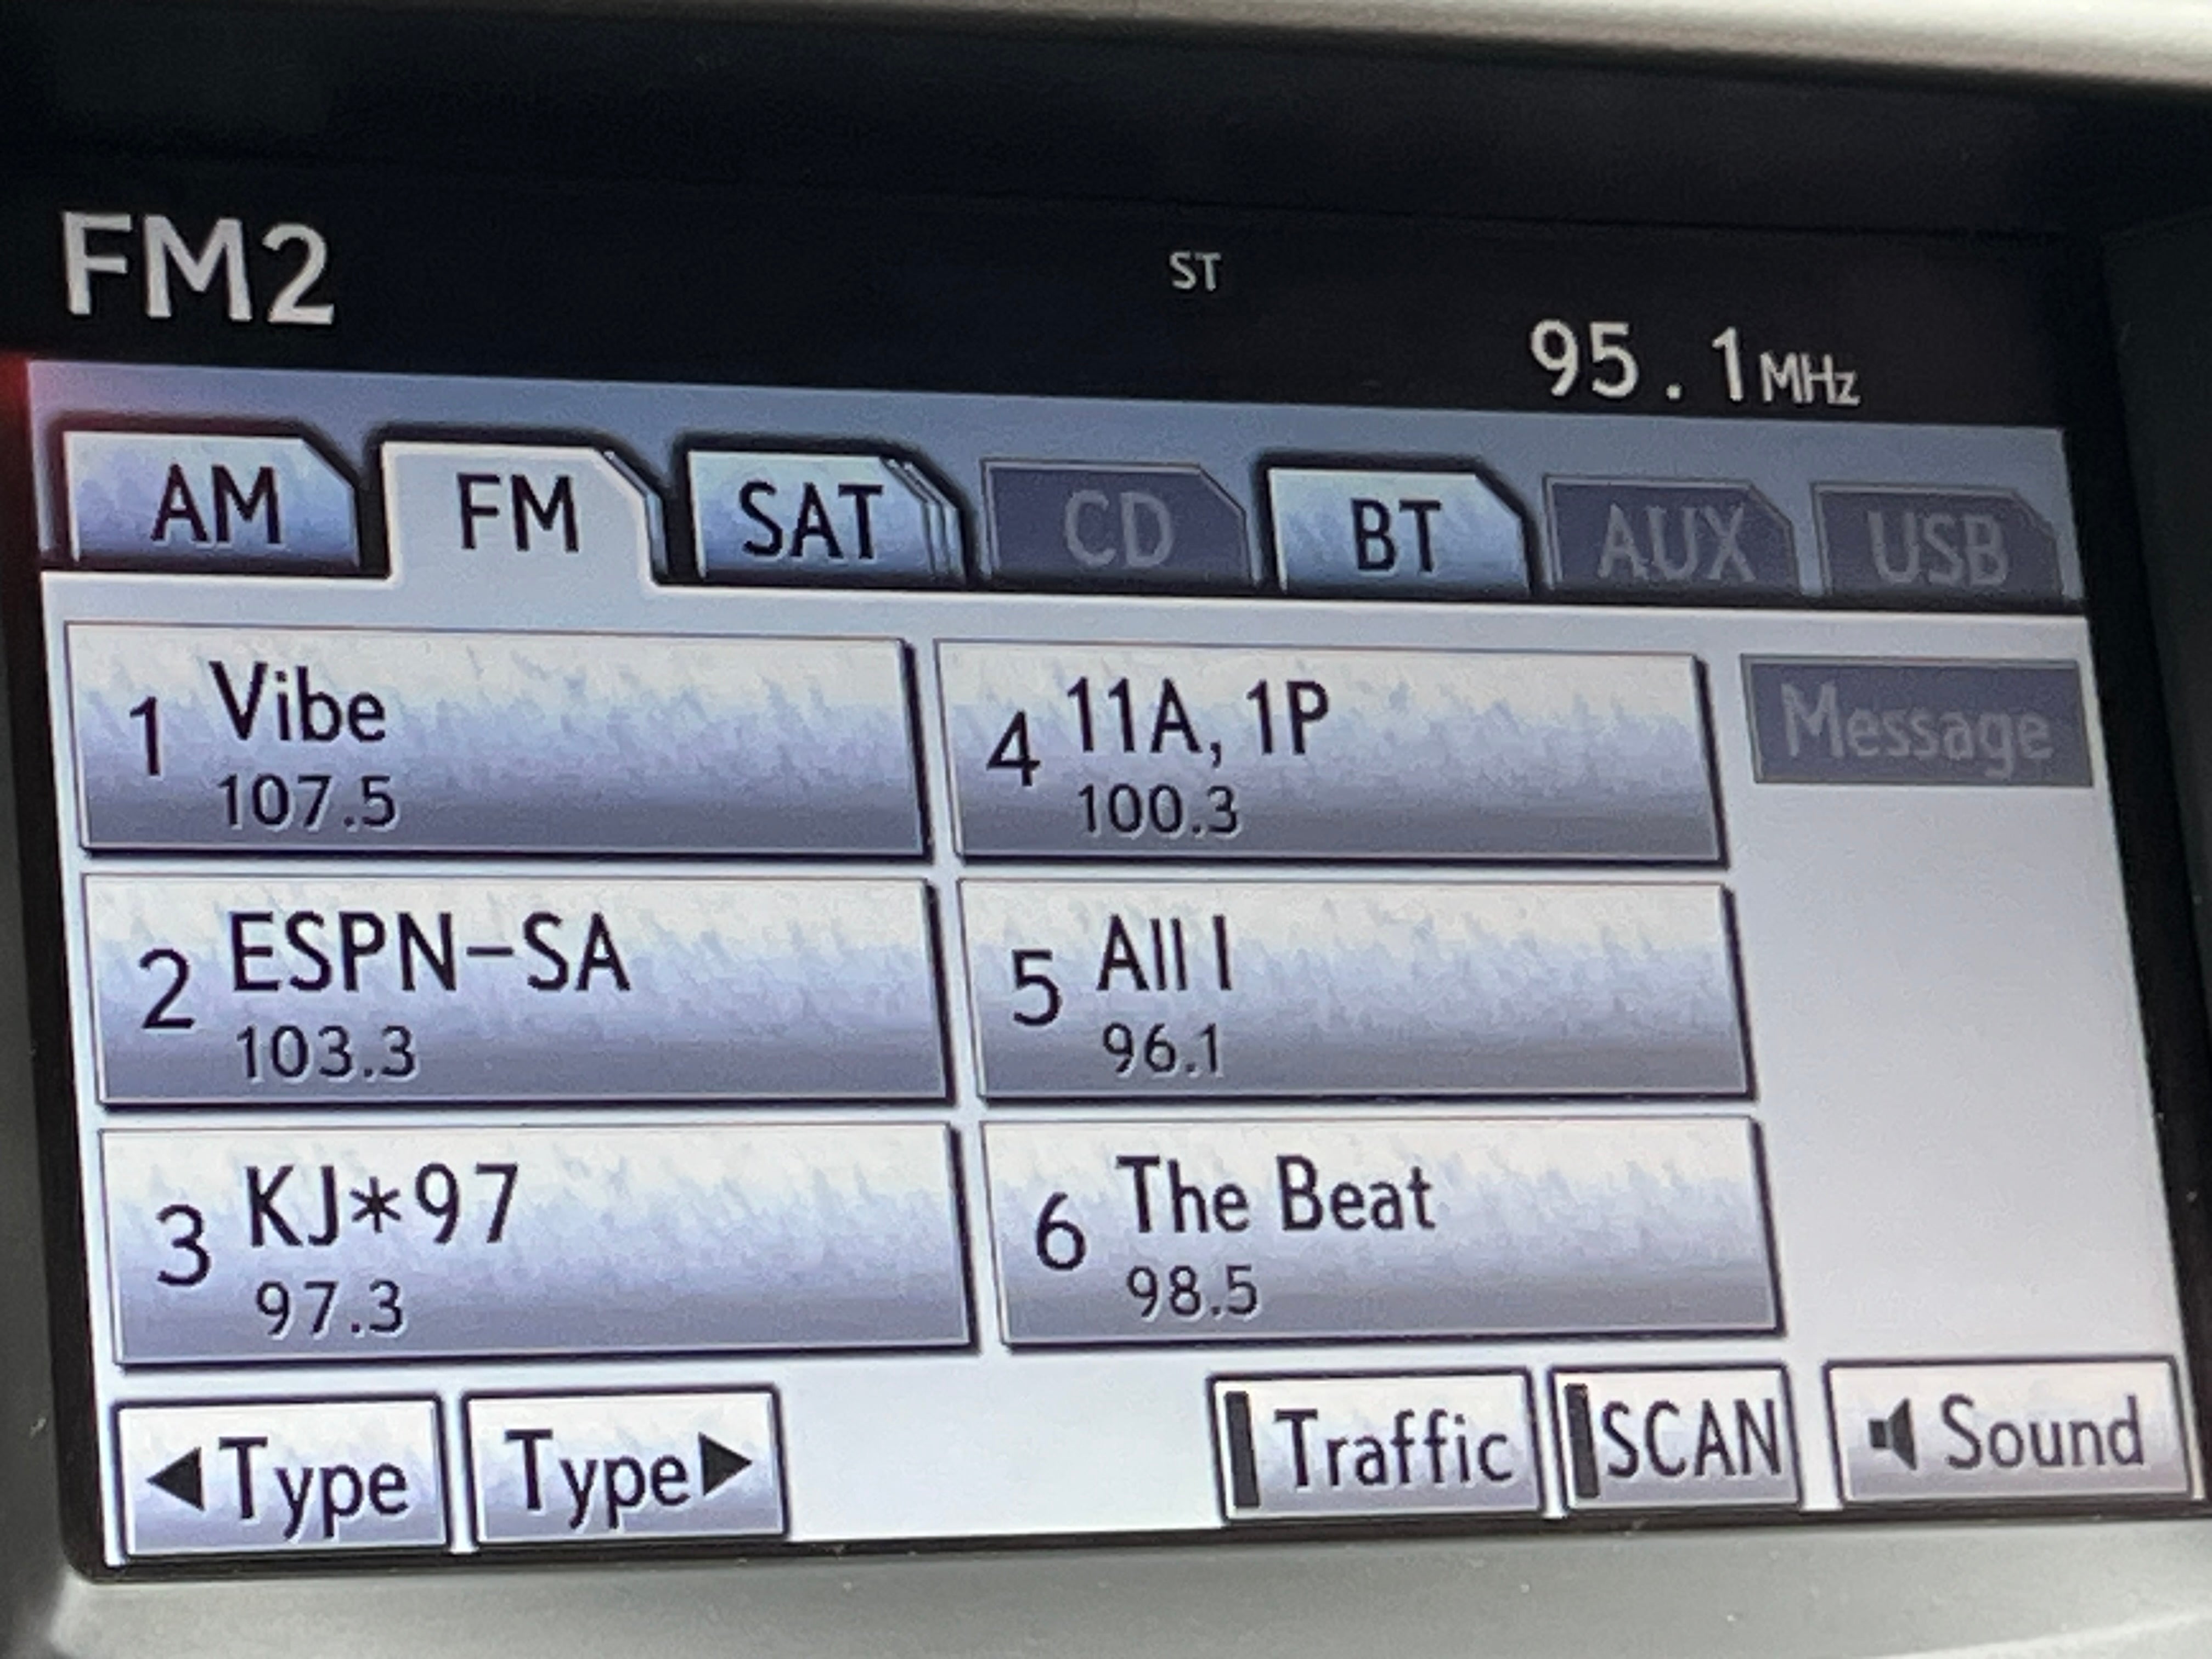 FM2
ST
95.1MHz
AM FM SAT CD BT AUX USB
1 Vibe
107.5
4 11A, 1P
100.3
Message
2 ESPN-SA
103.3
5 All I
96.1
3 KJ*97
97.3
6 The Beat
98.5
◀Type Type▶ Traffic SCAN Sound